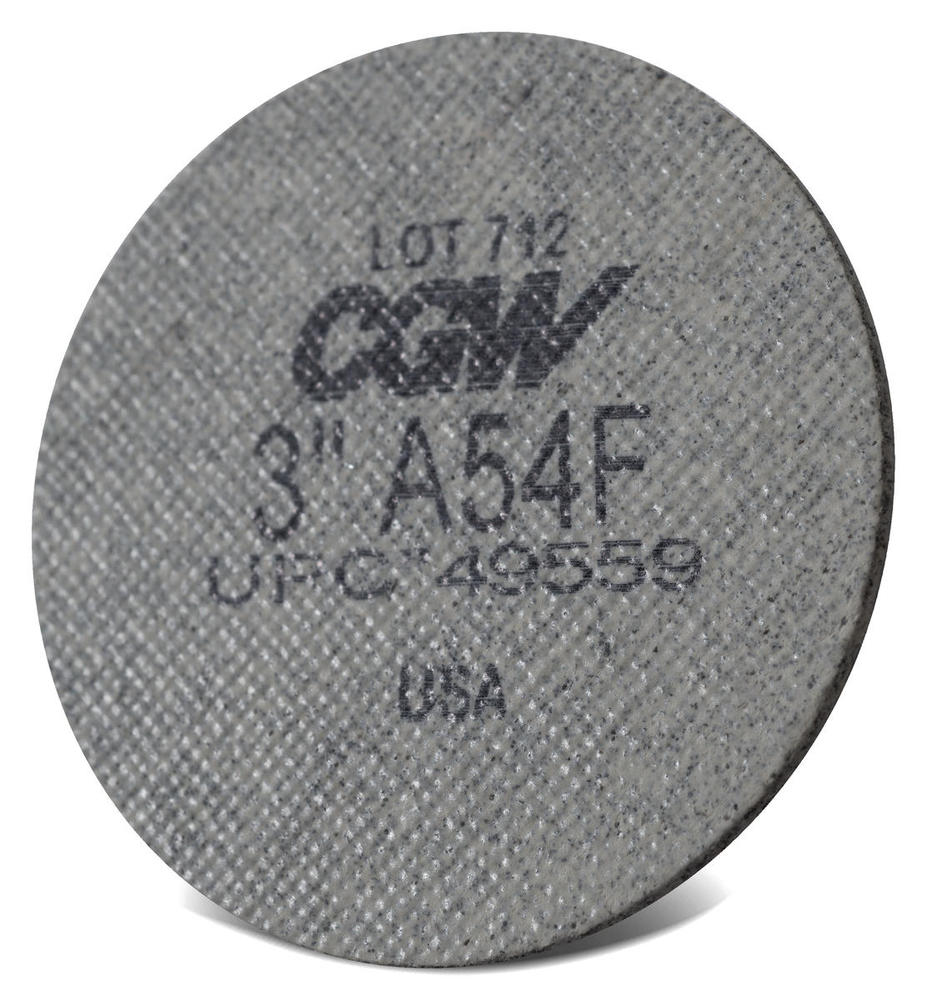 LOT 712
CGW
3" A54F
UPC# 49559
USA